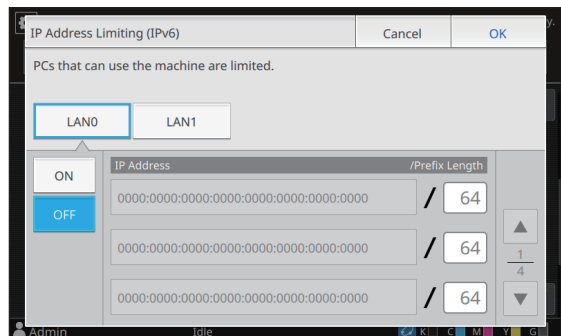 IP Address Limiting (IPv6) Cancel OK
y.
PCs that can use the machine are limited.
LAN0 LAN1
ON
IP Address /Prefix Length
0000:0000:0000:0000:0000:0000:0000:0000 / 64
OFF
0000:0000:0000:0000:0000:0000:0000:0000 / 64
1
4
0000:0000:0000:0000:0000:0000:0000:0000 / 64
Admin Idle K C M Y G